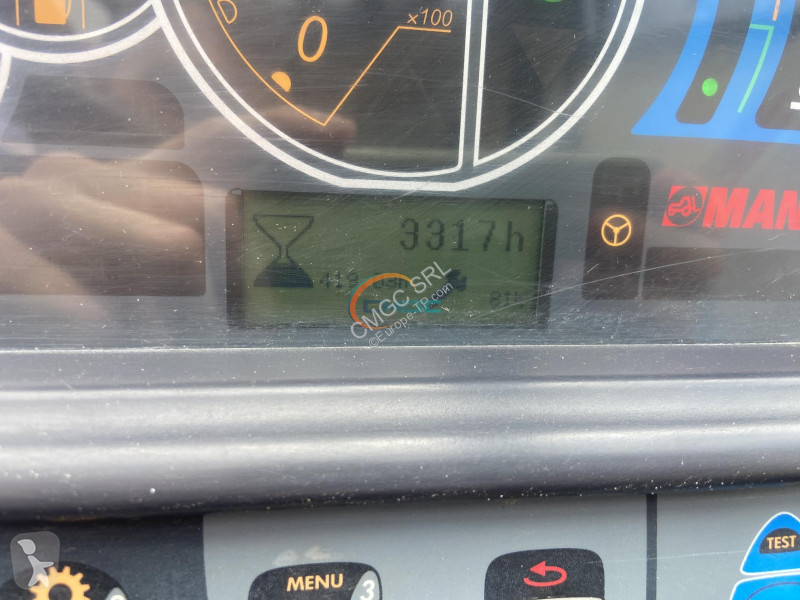 0
x100
D
3317h
MAN
CMGC SRL
©Europe-TP.com
TEST
MENU
3